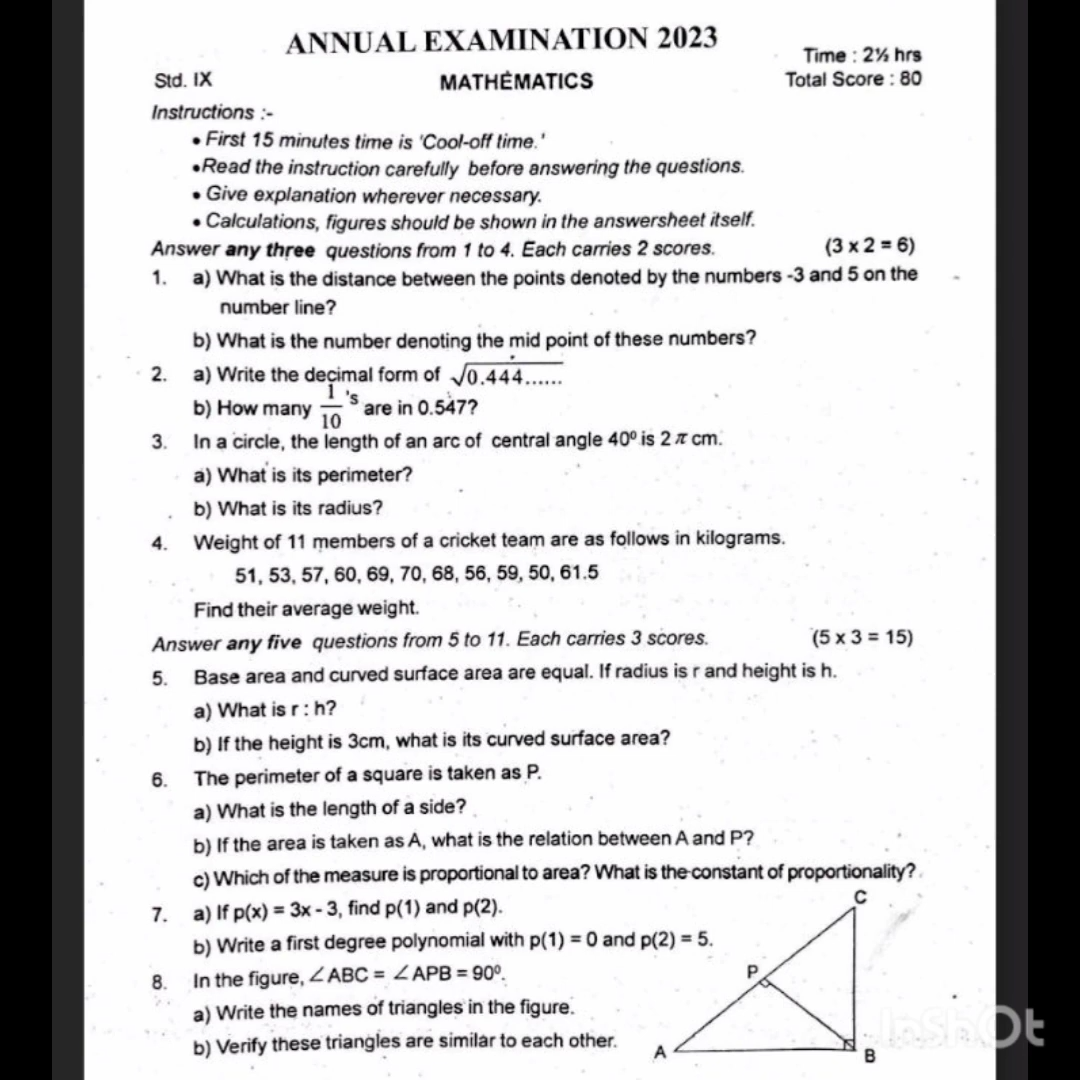 ANNUAL EXAMINATION 2023
Time : 2½ hrs
Std. IX MATHEMATICS Total Score : 80
Instructions :-
• First 15 minutes time is 'Cool-off time.'
•Read the instruction carefully before answering the questions.
• Give explanation wherever necessary.
• Calculations, figures should be shown in the answersheet itself.
Answer any three questions from 1 to 4. Each carries 2 scores. (3 x 2 = 6)
1. a) What is the distance between the points denoted by the numbers -3 and 5 on the
number line?
b) What is the number denoting the mid point of these numbers?
2. a) Write the decimal form of √0.444......
b) How many 1/10 's are in 0.547?
3. In a circle, the length of an arc of central angle 40⁰ is 2 π cm.
a) What is its perimeter?
b) What is its radius?
4. Weight of 11 members of a cricket team are as follows in kilograms.
51, 53, 57, 60, 69, 70, 68, 56, 59, 50, 61.5
Find their average weight.
Answer any five questions from 5 to 11. Each carries 3 scores. (5 x 3 = 15)
5. Base area and curved surface area are equal. If radius is r and height is h.
a) What is r : h?
b) If the height is 3cm, what is its curved surface area?
6. The perimeter of a square is taken as P.
a) What is the length of a side?
b) If the area is taken as A, what is the relation between A and P?
c) Which of the measure is proportional to area? What is the constant of proportionality?
7. a) If p(x) = 3x - 3, find p(1) and p(2).
b) Write a first degree polynomial with p(1) = 0 and p(2) = 5.
8. In the figure, ∠ABC = ∠APB = 90⁰.
a) Write the names of triangles in the figure.
b) Verify these triangles are similar to each other.
C
P
A
B
InShOt